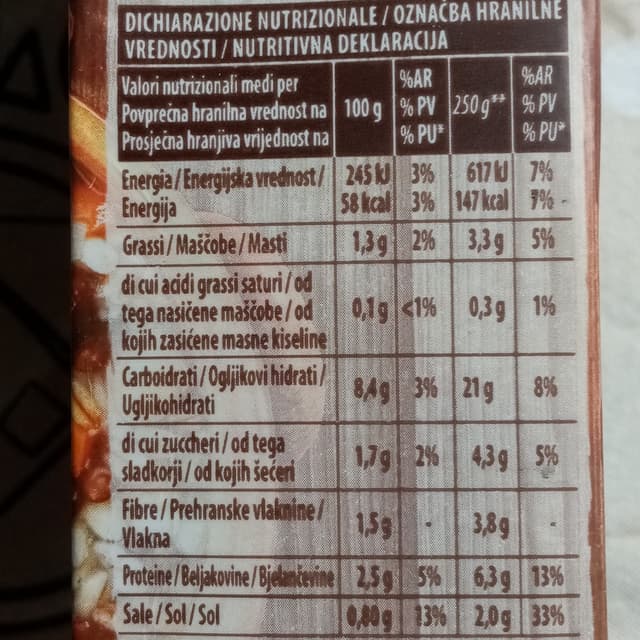 DICHIARAZIONE NUTRIZIONALE / OZNAČBA HRANILNE
VREDNOSTI / NUTRITIVNA DEKLARACIJA
Valori nutrizionali medi per
Povprečna hranilna vrednost na
Prosječna hranjiva vrijednost na
100 g
%AR
% PV
% PU*
250 g**
%AR
% PV
% PU*
Energia / Energijska vrednost /
Energija
245 kJ 3% 617 kJ 7%
58 kcal 3% 147 kcal 7%
Grassi / Maščobe / Masti 1,3 g 2% 3,3 g 5%
di cui acidi grassi saturi / od
tega nasičene maščobe / od
kojih zasićene masne kiseline
0,1 g <1% 0,3 g 1%
Carboidrati / Ogljikovi hidrati /
Ugljikohidrati
8,4 g 3% 21 g 8%
di cui zuccheri / od tega
sladkorji / od kojih šećeri
1,7 g 2% 4,3 g 5%
Fibre / Prehranske vlaknine /
Vlakna
1,5 g - 3,8 g -
Proteine / Beljakovine / Bjelančevine 2,5 g 5% 6,3 g 13%
Sale / Sol / Sol 0,80 g 13% 2,0 g 33%